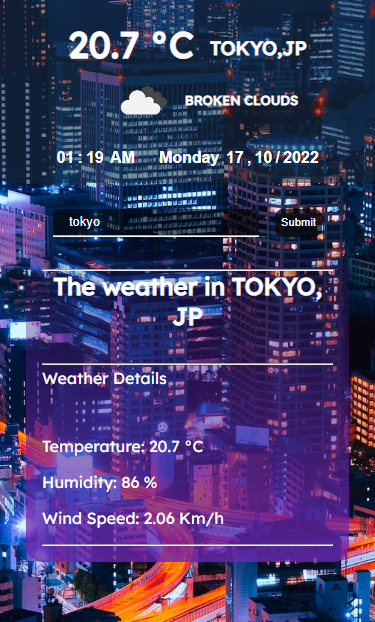 20.7 °C TOKYO,JP
BROKEN CLOUDS
01 : 19 AM Monday 17 , 10 / 2022
tokyo Submit
The weather in TOKYO,
JP
Weather Details
Temperature: 20.7 °C
Humidity: 86 %
Wind Speed: 2.06 Km/h